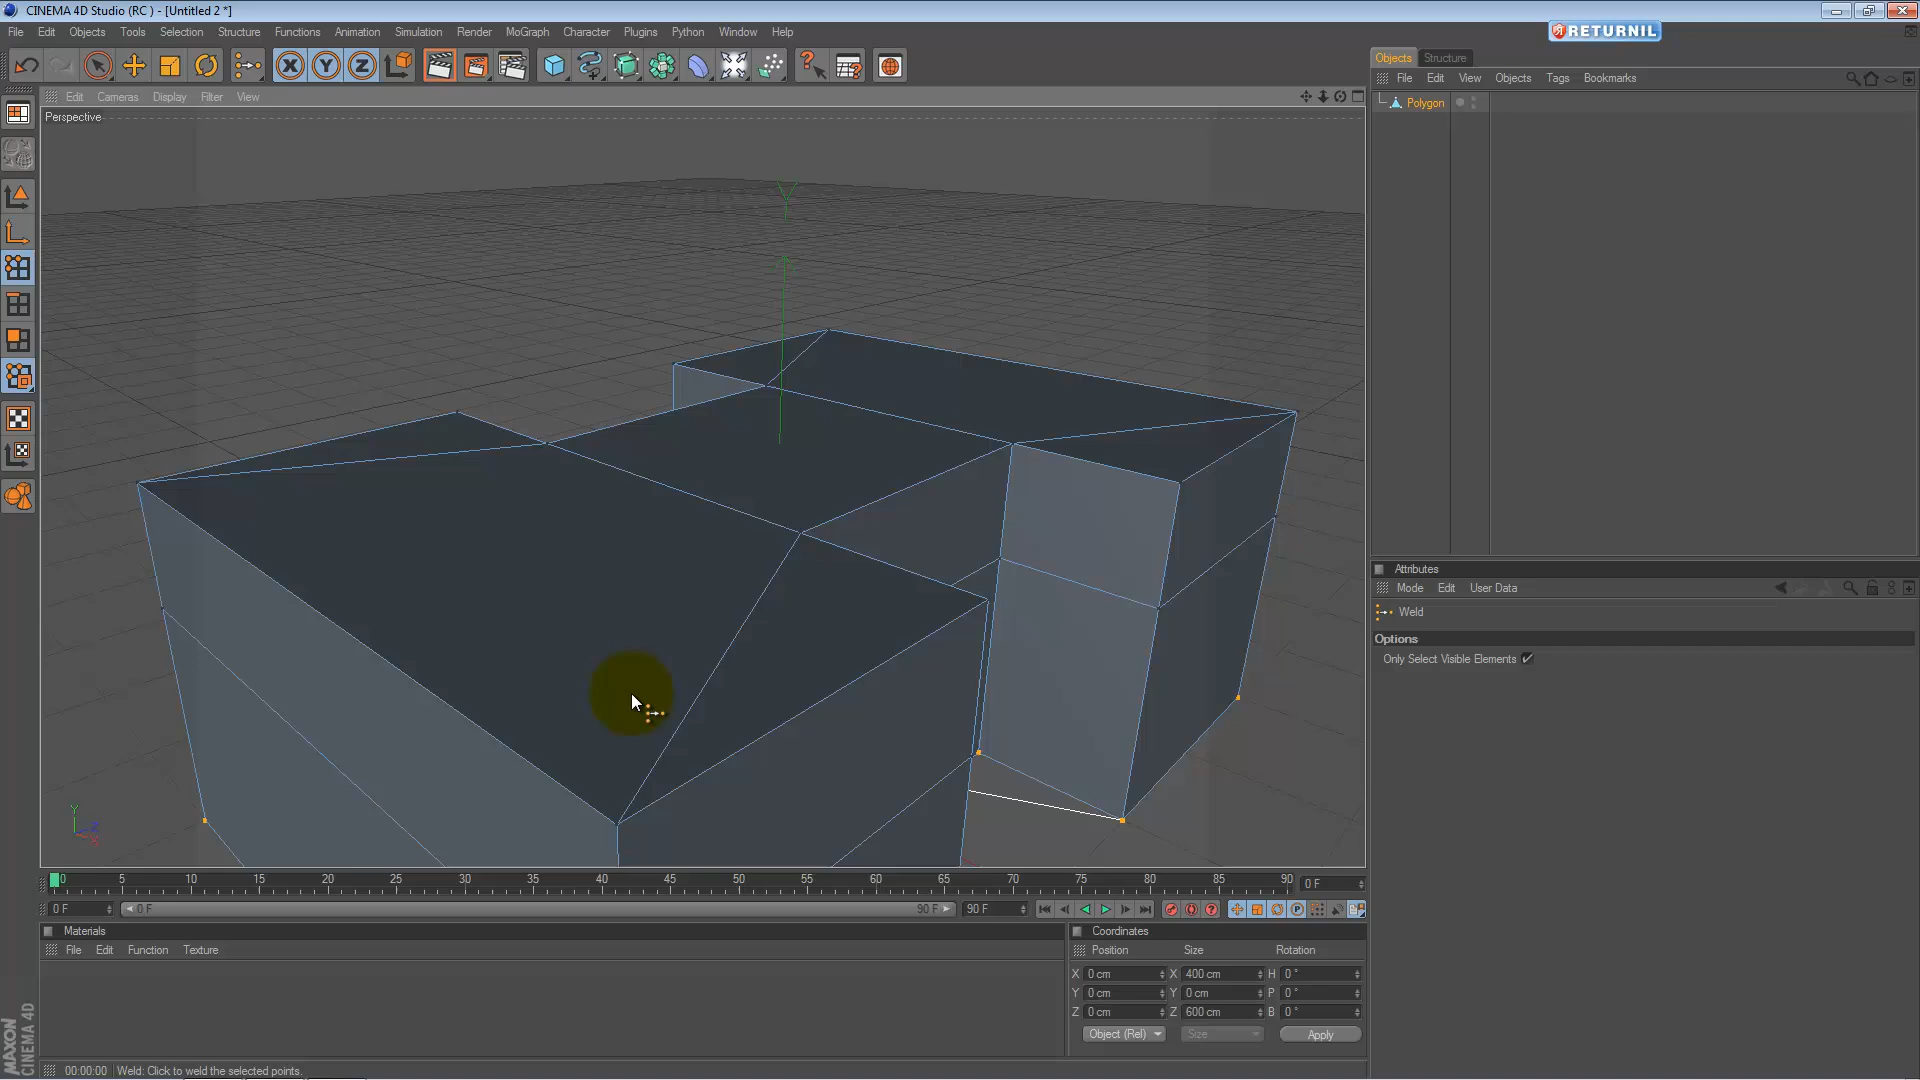 CINEMA 4D Studio (RC ) - [Untitled 2 *]
RETURNIL
File Edit Objects Tools Selection Structure Functions Animation Simulation Render MoGraph Character Plugins Python Window Help
Objects Structure
File Edit View Objects Tags Bookmarks
Edit Cameras Display Filter View
Polygon
Perspective
Attributes
Mode Edit User Data
Weld
Options
Only Select Visible Elements
0 5 10 15 20 25 30 35 40 45 50 55 60 65 70 75 80 85 90 0 F
0 F 0 F 90 F 90 F
Materials
File Edit Function Texture
Coordinates
Position Size Rotation
X 0 cm X 400 cm H 0 °
Y 0 cm Y 0 cm P 0 °
Z 0 cm Z 600 cm B 0 °
Object (Rel) Size Apply
MAXON
CINEMA 4D
00:00:00 Weld: Click to weld the selected points.